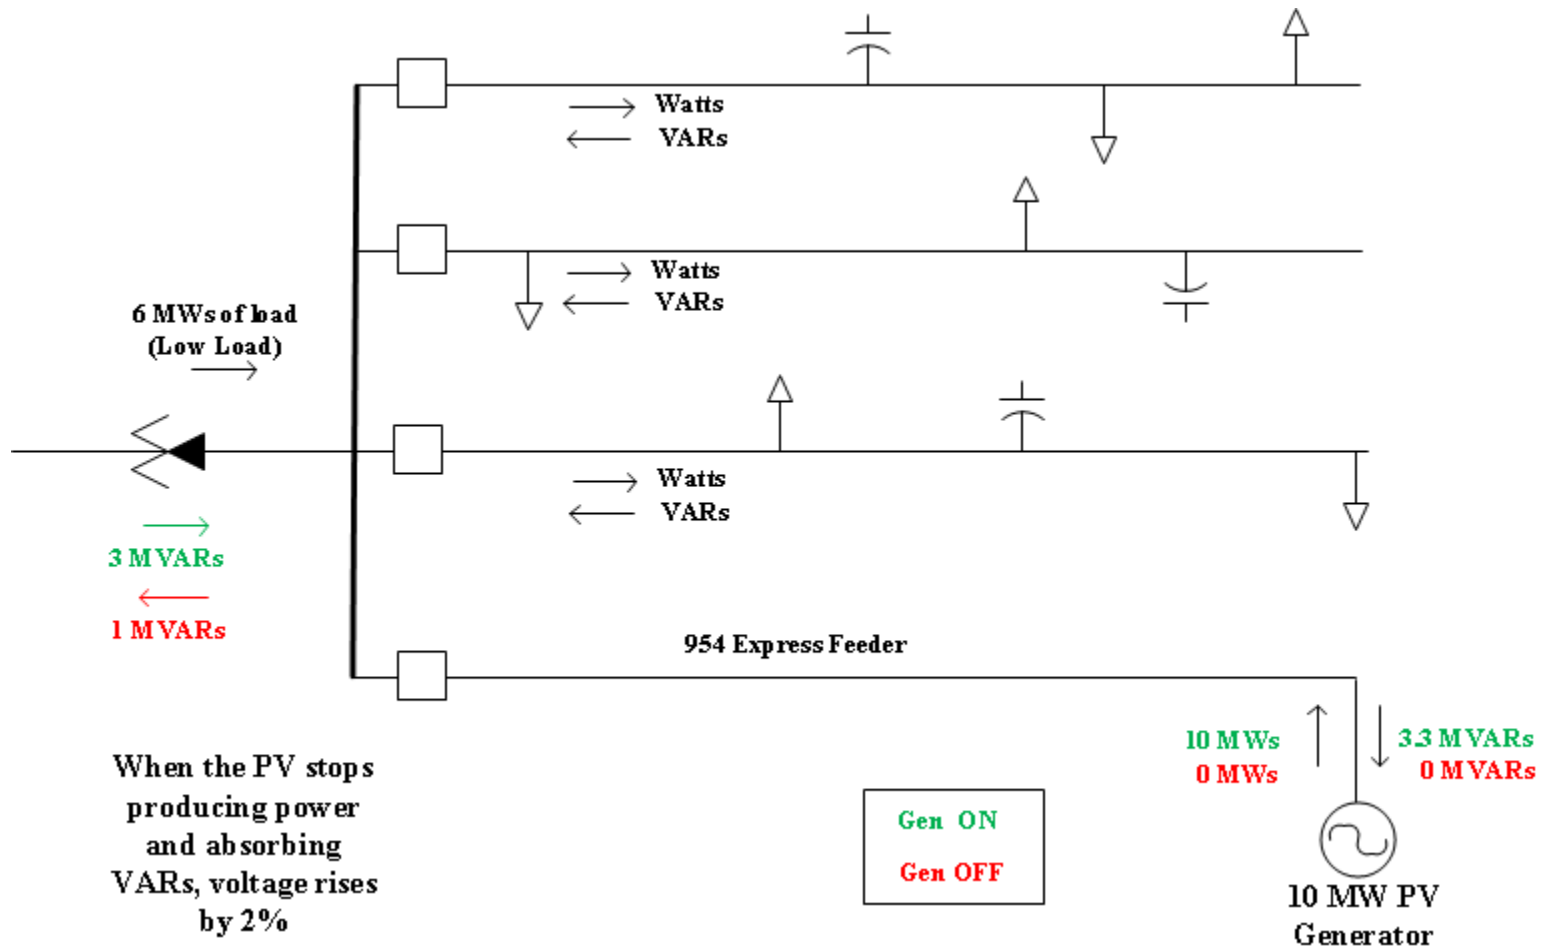 Watts
VARs
Watts
VARs
6 MWs of load
(Low Load)
Watts
VARs
3 MVARs
1 MVARs
954 Express Feeder
10 MWs
0 MWs
3.3 MVARs
0 MVARs
When the PV stops
producing power
and absorbing
VARs, voltage rises
by 2%
Gen ON
Gen OFF
10 MW PV
Generator